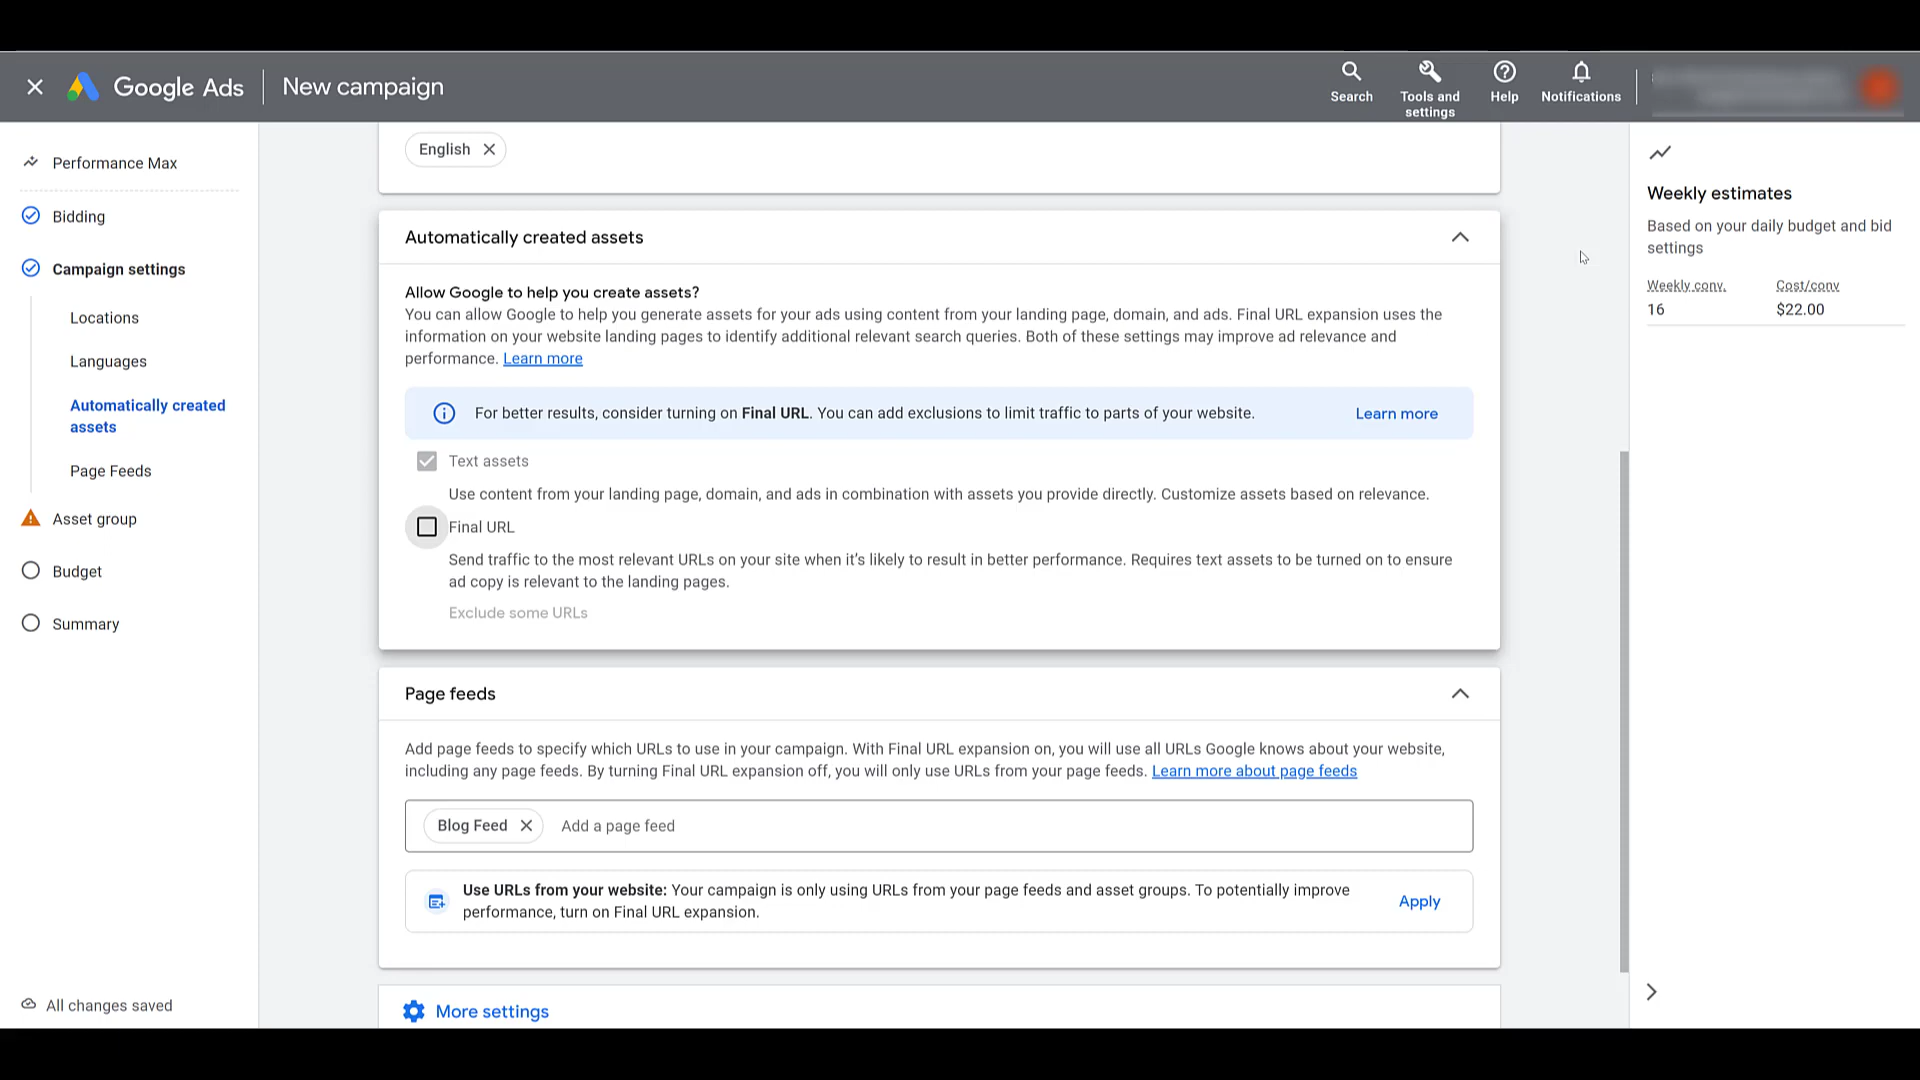 Google Ads
New campaign
Search
Tools and
settings
Help
Notifications
Performance Max
Bidding
Campaign settings
Locations
Languages
Automatically created
assets
Page Feeds
Asset group
Budget
Summary
All changes saved
English
Automatically created assets
Allow Google to help you create assets?
You can allow Google to help you generate assets for your ads using content from your landing page, domain, and ads. Final URL expansion uses the
information on your website landing pages to identify additional relevant search queries. Both of these settings may improve ad relevance and
performance. Learn more
For better results, consider turning on Final URL. You can add exclusions to limit traffic to parts of your website. Learn more
Text assets
Use content from your landing page, domain, and ads in combination with assets you provide directly. Customize assets based on relevance.
Final URL
Send traffic to the most relevant URLs on your site when it's likely to result in better performance. Requires text assets to be turned on to ensure
ad copy is relevant to the landing pages.
Exclude some URLs
Page feeds
Add page feeds to specify which URLs to use in your campaign. With Final URL expansion on, you will use all URLs Google knows about your website,
including any page feeds. By turning Final URL expansion off, you will only use URLs from your page feeds. Learn more about page feeds
Blog Feed Add a page feed
Use URLs from your website: Your campaign is only using URLs from your page feeds and asset groups. To potentially improve
performance, turn on Final URL expansion.
Apply
More settings
Weekly estimates
Based on your daily budget and bid
settings
Weekly conv. Cost/conv
16 $22.00